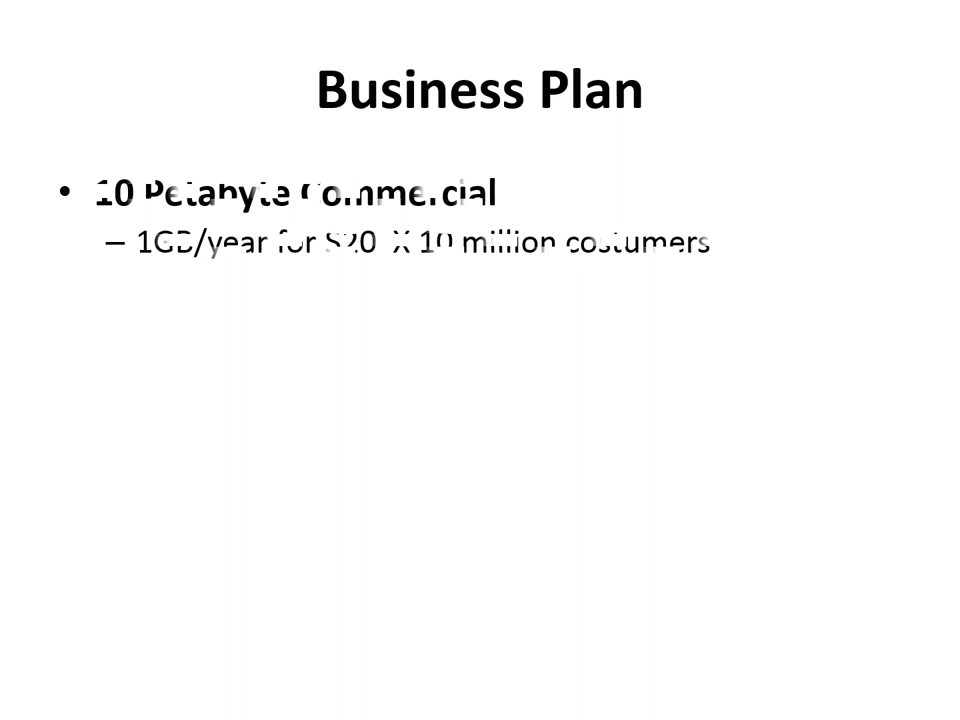 Business Plan
• 10 Petabyte Commercial
– 1GB/year for $20 X 10 million costumers